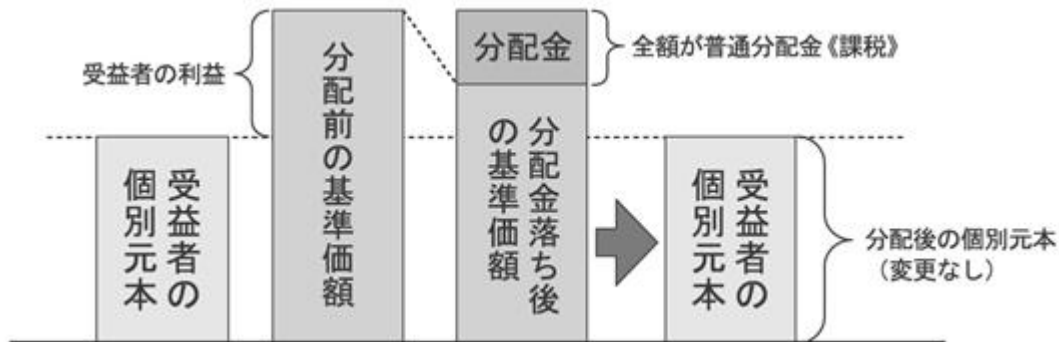 受益者の利益
受益者の
個別元本
分配前の基準価額
分配金
全額が普通分配金《課税》
分配金落ち後
の基準価額
受益者の
個別元本
分配後の個別元本
（変更なし）